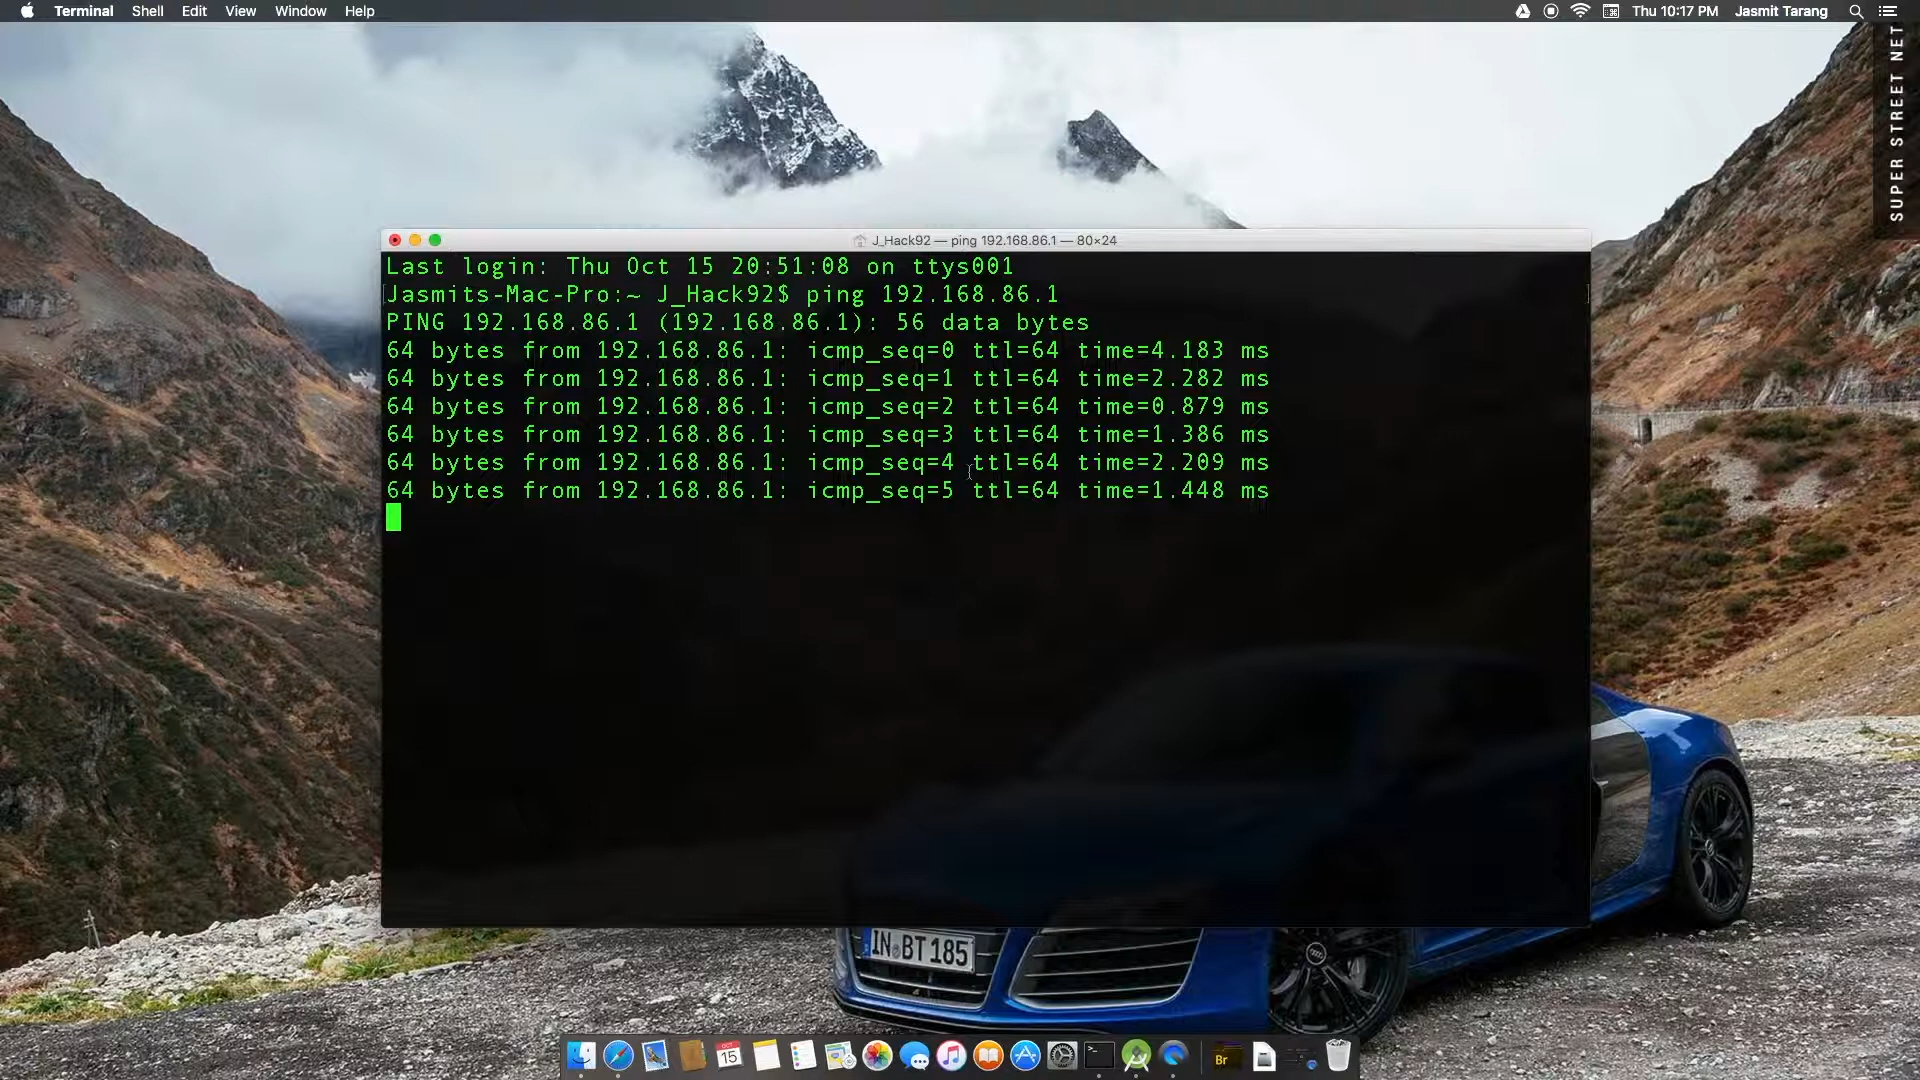 Terminal Shell Edit View Window Help
Thu 10:17 PM Jasmit Tarang
SUPER STREET NET
J_Hack92 — ping 192.168.86.1 — 80×24
Last login: Thu Oct 15 20:51:08 on ttys001
Jasmits-Mac-Pro:~ J_Hack92$ ping 192.168.86.1
PING 192.168.86.1 (192.168.86.1): 56 data bytes
64 bytes from 192.168.86.1: icmp_seq=0 ttl=64 time=4.183 ms
64 bytes from 192.168.86.1: icmp_seq=1 ttl=64 time=2.282 ms
64 bytes from 192.168.86.1: icmp_seq=2 ttl=64 time=0.879 ms
64 bytes from 192.168.86.1: icmp_seq=3 ttl=64 time=1.386 ms
64 bytes from 192.168.86.1: icmp_seq=4 ttl=64 time=2.209 ms
64 bytes from 192.168.86.1: icmp_seq=5 ttl=64 time=1.448 ms
IN BT 185
OCT
15
Br